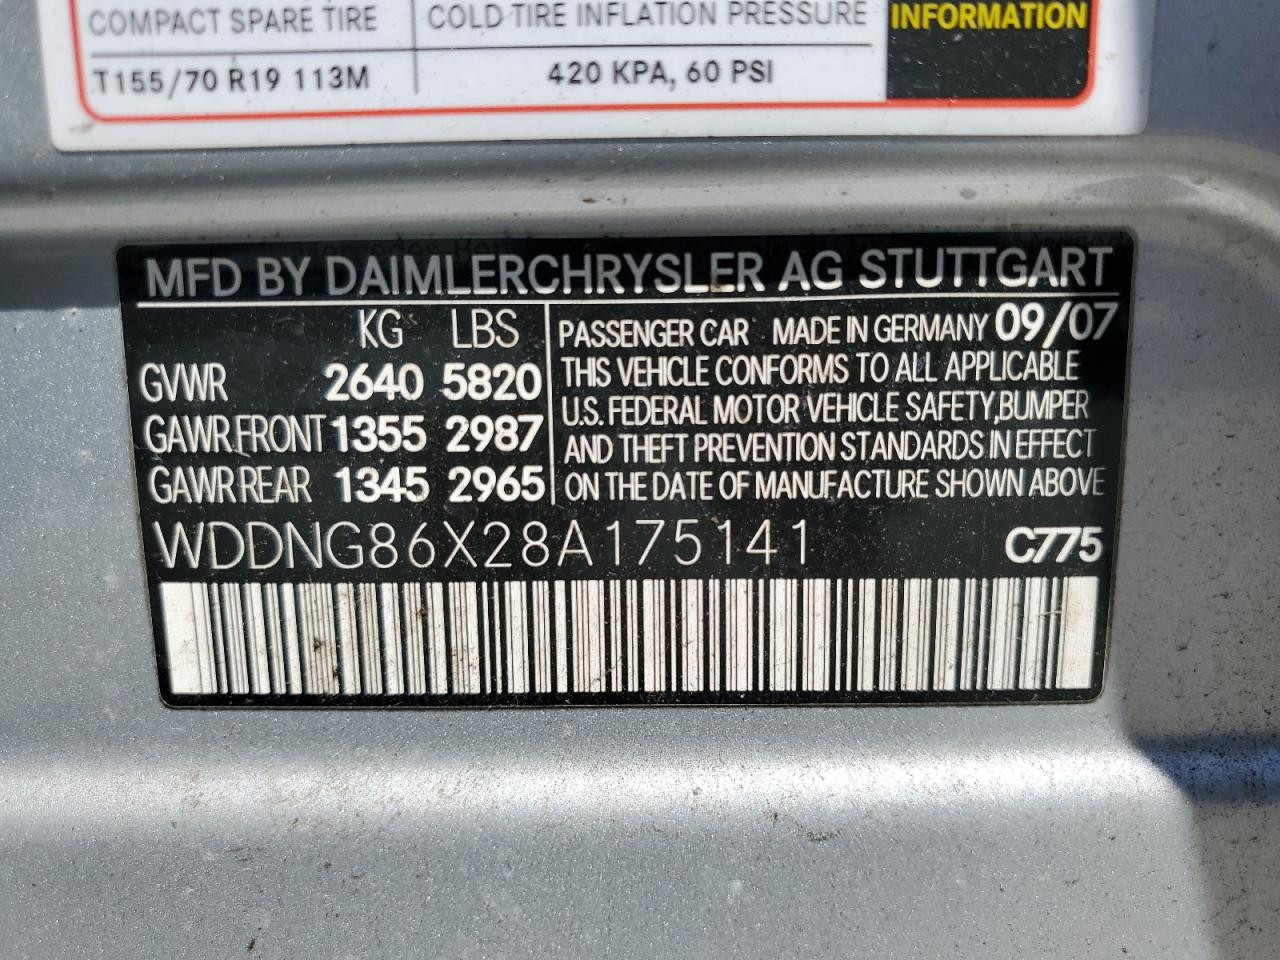 COMPACT SPARE TIRE COLD TIRE INFLATION PRESSURE INFORMATION
T155/70 R19 113M 420 KPA, 60 PSI
MFD BY DAIMLERCHRYSLER AG STUTTGART
KG LBS PASSENGER CAR MADE IN GERMANY 09/07
GVWR 2640 5820 THIS VEHICLE CONFORMS TO ALL APPLICABLE
U.S. FEDERAL MOTOR VEHICLE SAFETY,BUMPER
GAWR,FRONT 1355 2987 AND THEFT PREVENTION STANDARDS IN EFFECT
GAWR REAR 1345 2965 ON THE DATE OF MANUFACTURE SHOWN ABOVE
WDDNG86X28A175141 C775